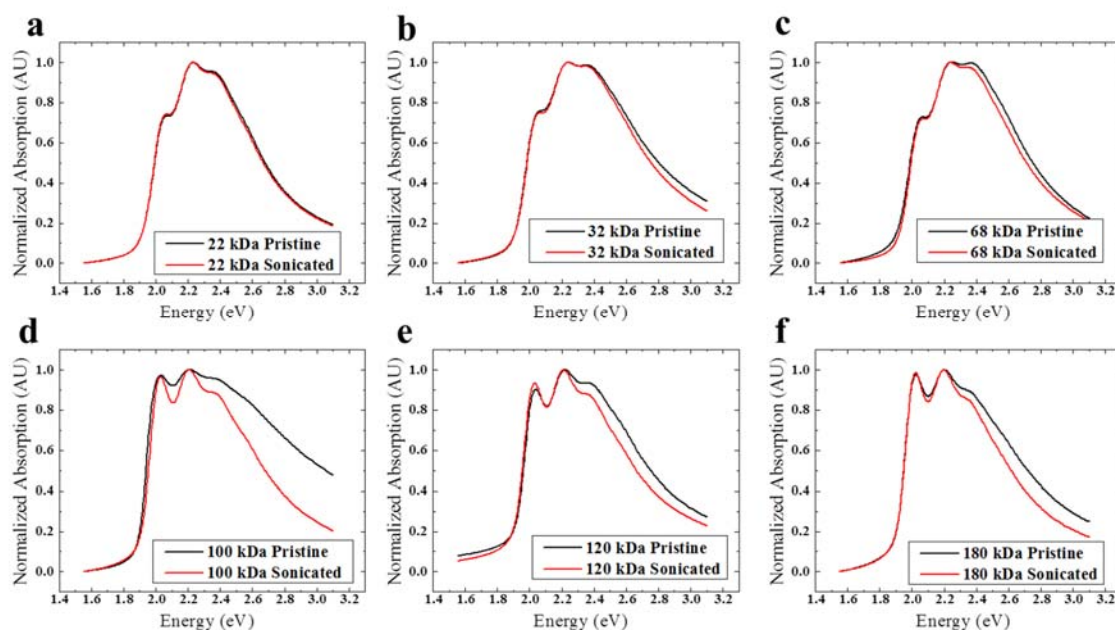 a
Normalized Absorption (AU)
1.0
0.8
0.6
0.4
0.2
0.0
22 kDa Pristine
22 kDa Sonicated
1.4 1.6 1.8 2.0 2.2 2.4 2.6 2.8 3.0 3.2
Energy (eV)
b
Normalized Absorption (AU)
1.0
0.8
0.6
0.4
0.2
0.0
32 kDa Pristine
32 kDa Sonicated
1.4 1.6 1.8 2.0 2.2 2.4 2.6 2.8 3.0 3.2
Energy (eV)
c
Normalized Absorption (AU)
1.0
0.8
0.6
0.4
0.2
0.0
68 kDa Pristine
68 kDa Sonicated
1.4 1.6 1.8 2.0 2.2 2.4 2.6 2.8 3.0 3.2
Energy (eV)
d
Normalized Absorption (AU)
1.0
0.8
0.6
0.4
0.2
0.0
100 kDa Pristine
100 kDa Sonicated
1.4 1.6 1.8 2.0 2.2 2.4 2.6 2.8 3.0 3.2
Energy (eV)
e
Normalized Absorption (AU)
1.0
0.8
0.6
0.4
0.2
0.0
120 kDa Pristine
120 kDa Sonicated
1.4 1.6 1.8 2.0 2.2 2.4 2.6 2.8 3.0 3.2
Energy (eV)
f
Normalized Absorption (AU)
1.0
0.8
0.6
0.4
0.2
0.0
180 kDa Pristine
180 kDa Sonicated
1.4 1.6 1.8 2.0 2.2 2.4 2.6 2.8 3.0 3.2
Energy (eV)